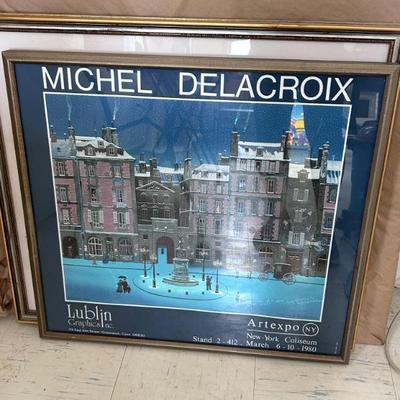 MICHEL DELACROIX
Lublin
Graphics Inc.
Artexpo NY
New-York Coliseum
Stand 2 - 412 March 6-10-1980